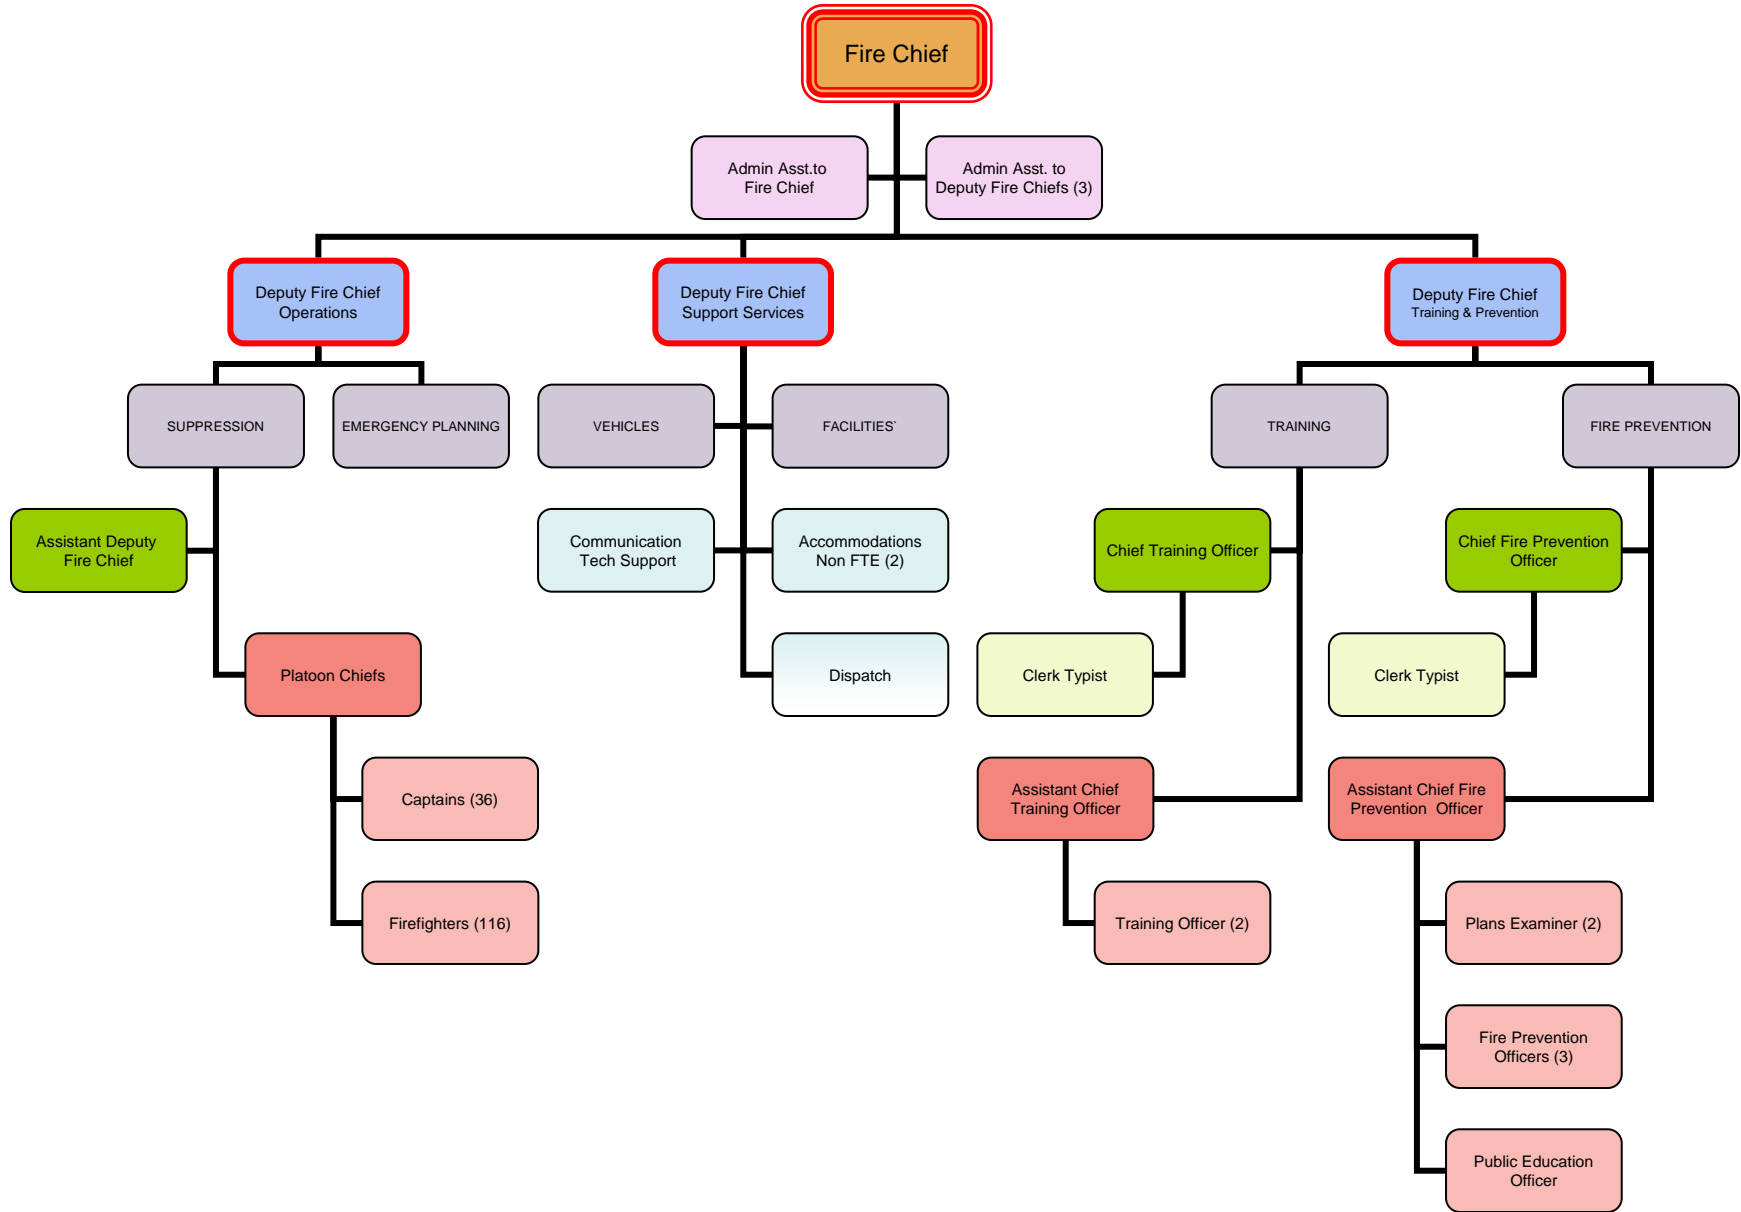 Fire Chief
Admin Asst.to
Fire Chief
Admin Asst. to
Deputy Fire Chiefs (3)
Deputy Fire Chief
Operations
Deputy Fire Chief
Support Services
Deputy Fire Chief
Training & Prevention
SUPPRESSION
EMERGENCY PLANNING
VEHICLES
FACILITIES`
TRAINING
FIRE PREVENTION
Assistant Deputy
Fire Chief
Communication
Tech Support
Accommodations
Non FTE (2)
Chief Training Officer
Chief Fire Prevention
Officer
Platoon Chiefs
Dispatch
Clerk Typist
Clerk Typist
Captains (36)
Assistant Chief
Training Officer
Assistant Chief Fire
Prevention  Officer
Firefighters (116)
Training Officer (2)
Plans Examiner (2)
Fire Prevention
Officers (3)
Public Education
Officer